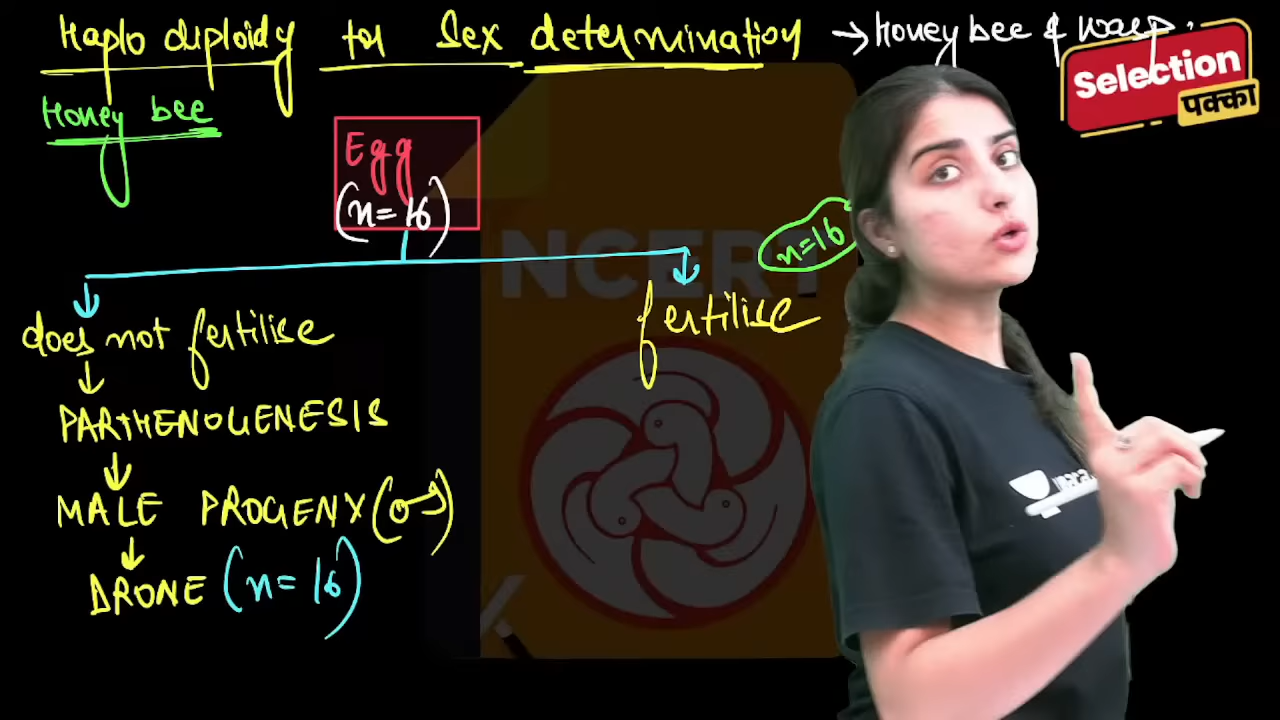 Haplo diploidy for Sex determination → Honey bee & wasp.
Selection
पक्का
Honey bee
Egg
(n=16)
n=16
NCERT
does not fertilise
fertilise
PARTHENOGENESIS
MALE PROGENY (♂)
DRONE (n=16)